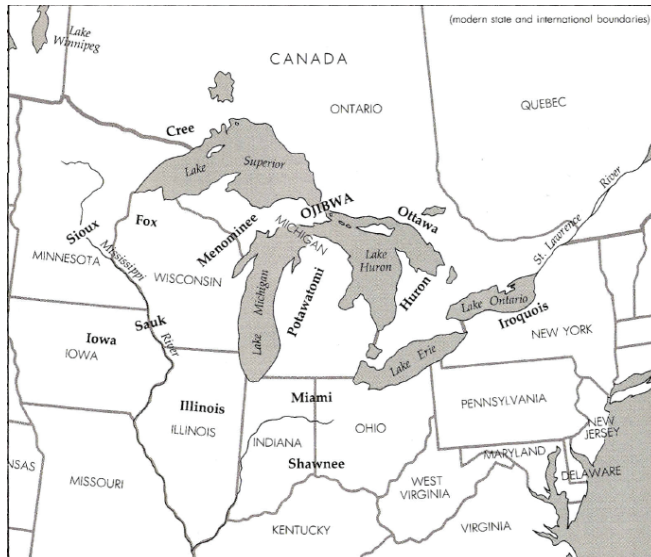 (modern state and international boundaries)
Lake
Winnipeg
CANADA
ONTARIO
QUEBEC
Cree
Lake Superior
River
OJIBWA
Ottawa
Fox
Sioux
Menominee
MICHIGAN
St. Lawrence
MINNESOTA
Mississippi
WISCONSIN
Lake Michigan
Potawatomi
Lake
Huron
Huron
Lake Ontario
Iroquois
Sauk
River
NEW YORK
Iowa
IOWA
Lake Erie
Illinois
ILLINOIS
Miami
INDIANA
OHIO
PENNSYLVANIA
NEW
JERSEY
MARYLAND
DELAWARE
Shawnee
NSAS
MISSOURI
WEST
VIRGINIA
KENTUCKY
VIRGINIA